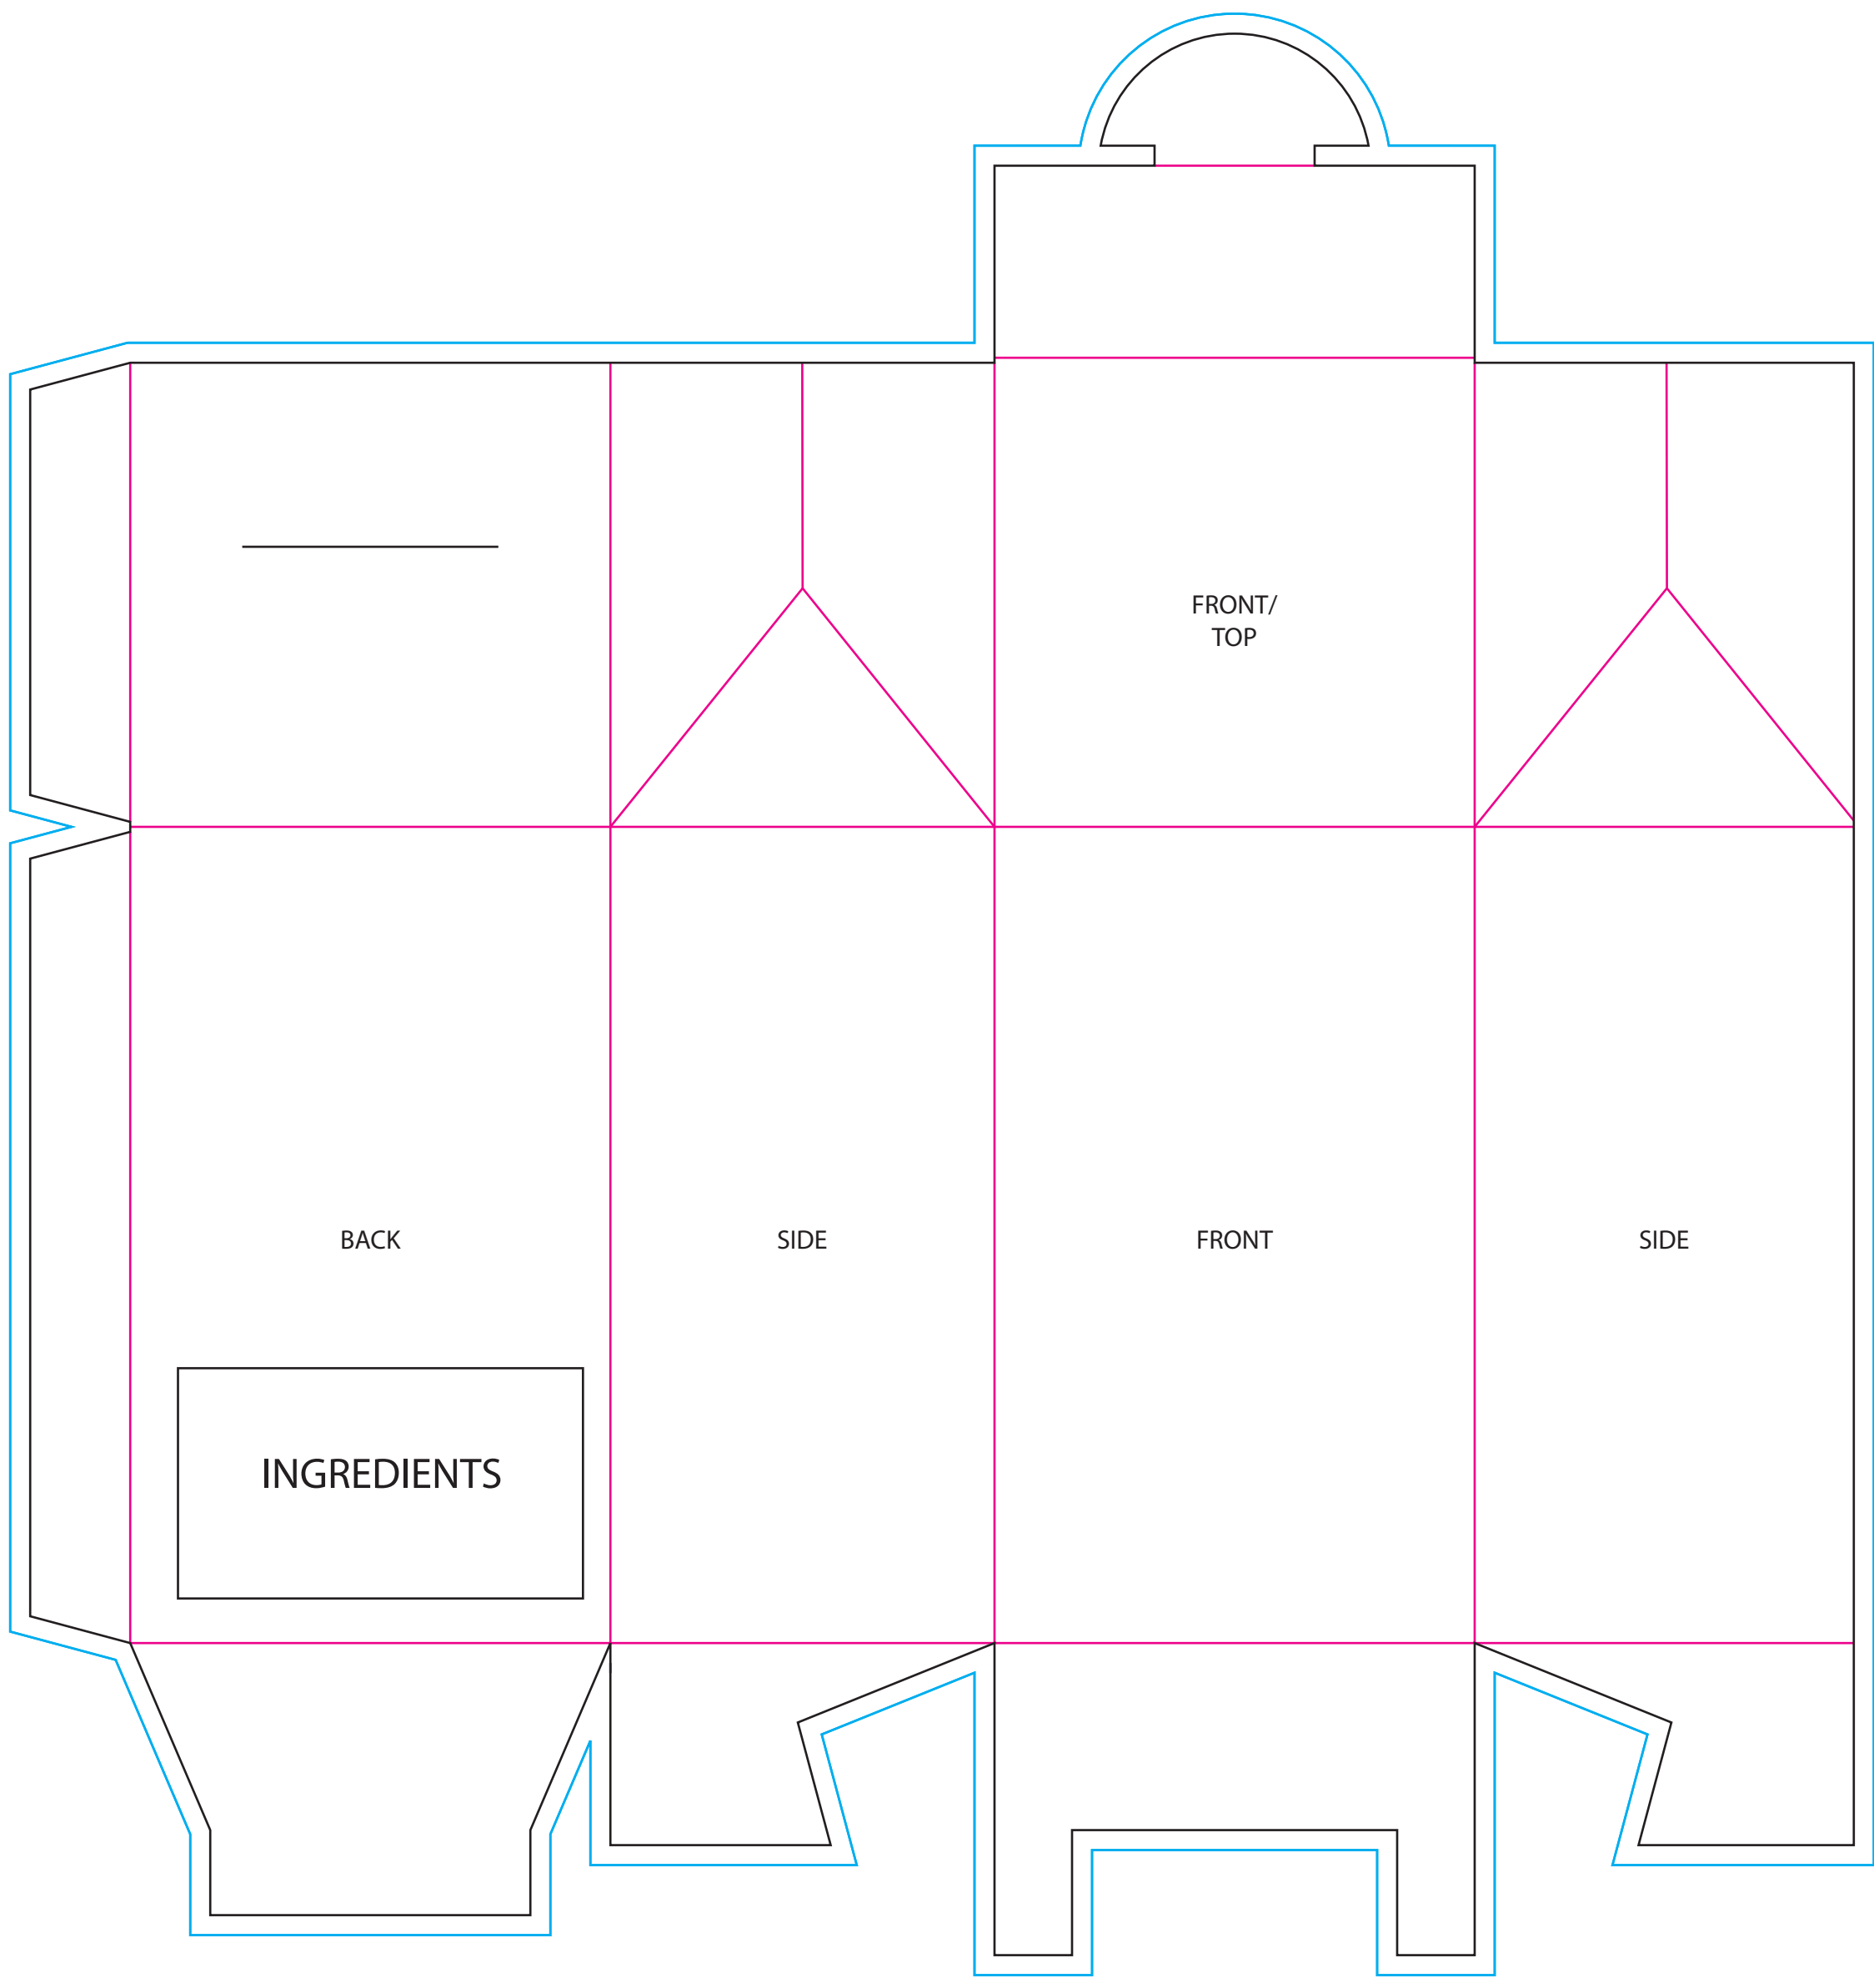 FRONT/
TOP
BACK
SIDE
FRONT
SIDE
INGREDIENTS